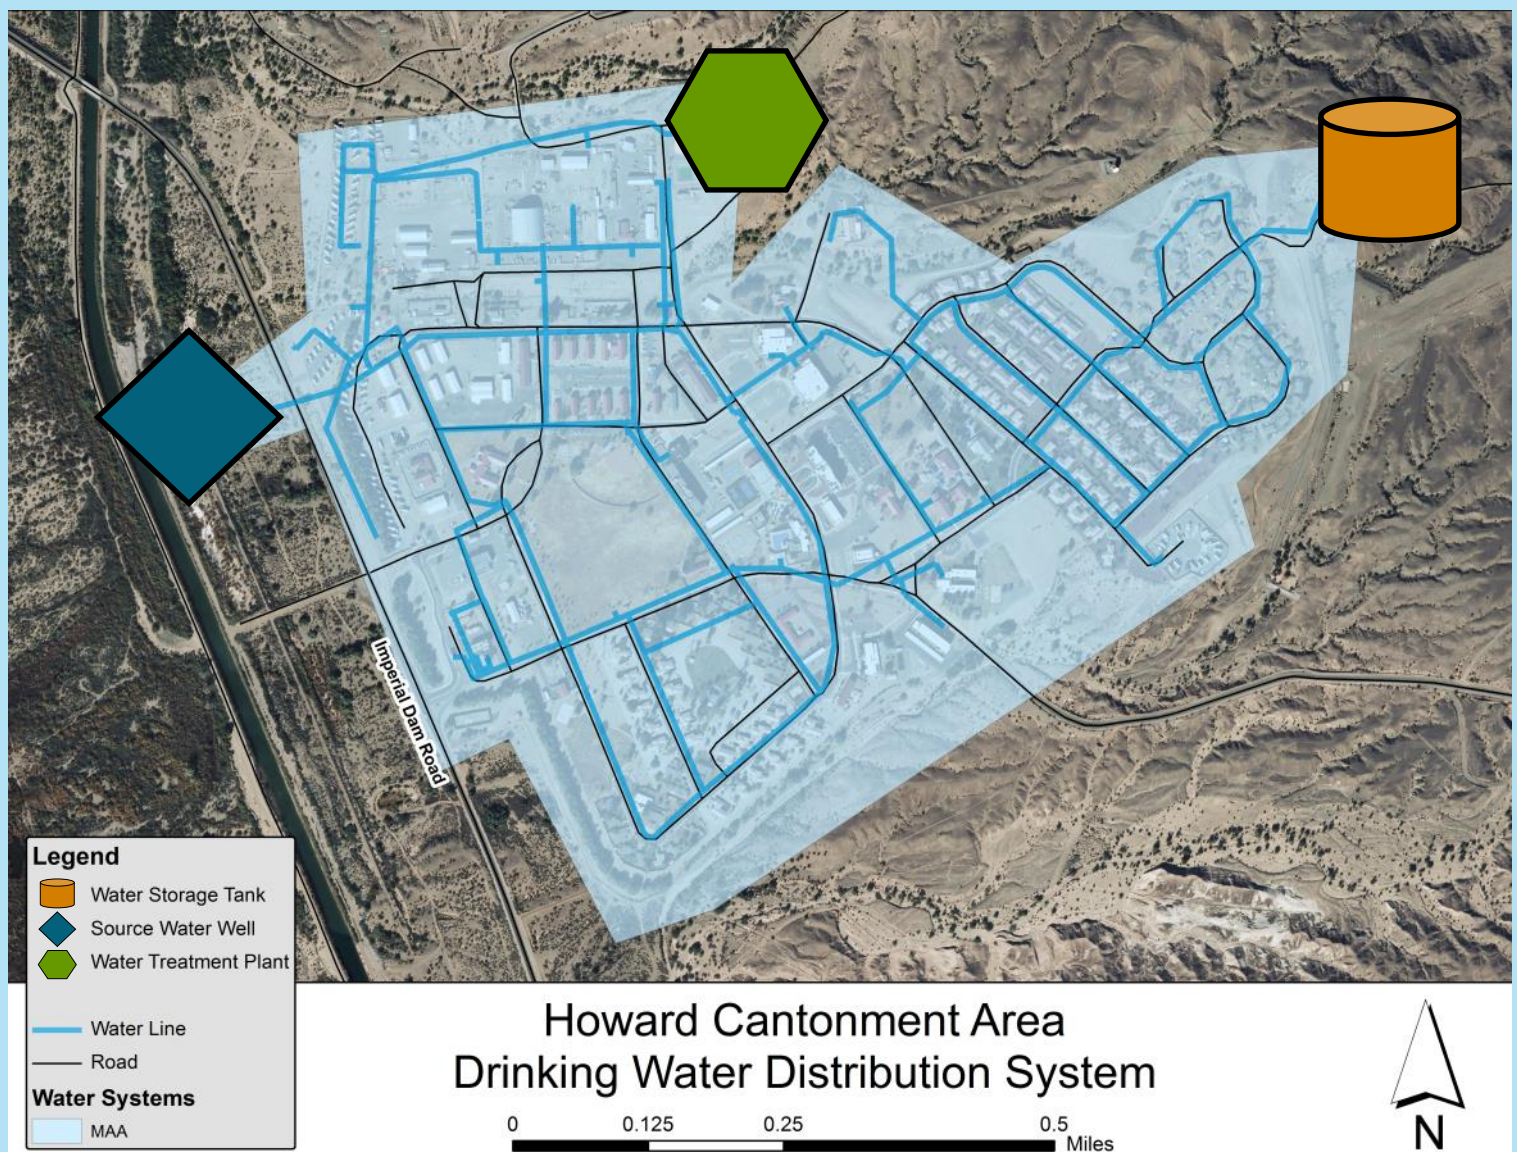 Imperial Dam Road
Legend
Water Storage Tank
Source Water Well
Water Treatment Plant
Water Line
Road
Water Systems
MAA
Howard Cantonment Area
Drinking Water Distribution System
0 0.125 0.25 0.5
Miles
N